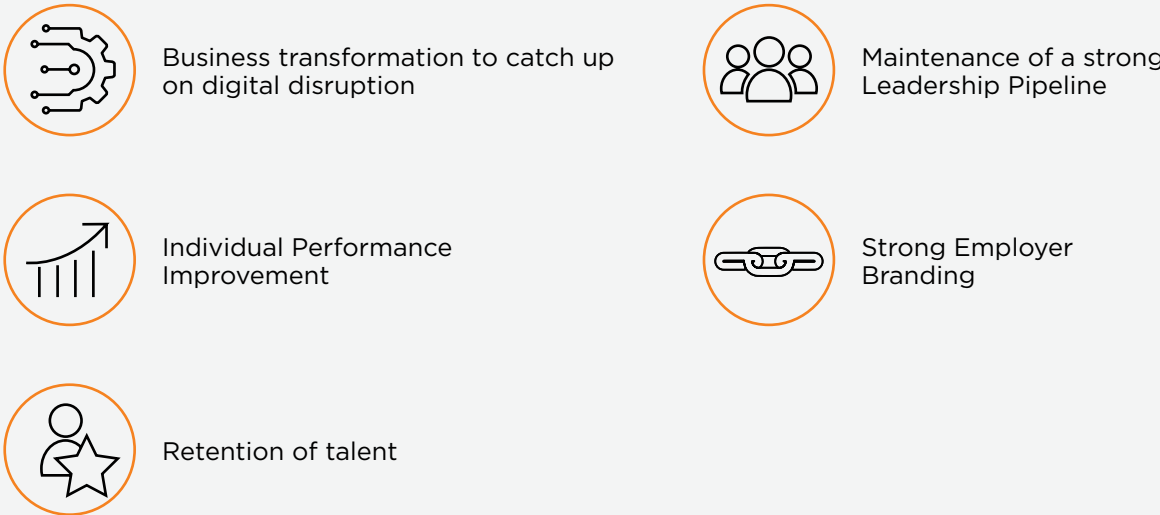 Business transformation to catch up
on digital disruption
Maintenance of a strong
Leadership Pipeline
Individual Performance
Improvement
Strong Employer
Branding
Retention of talent